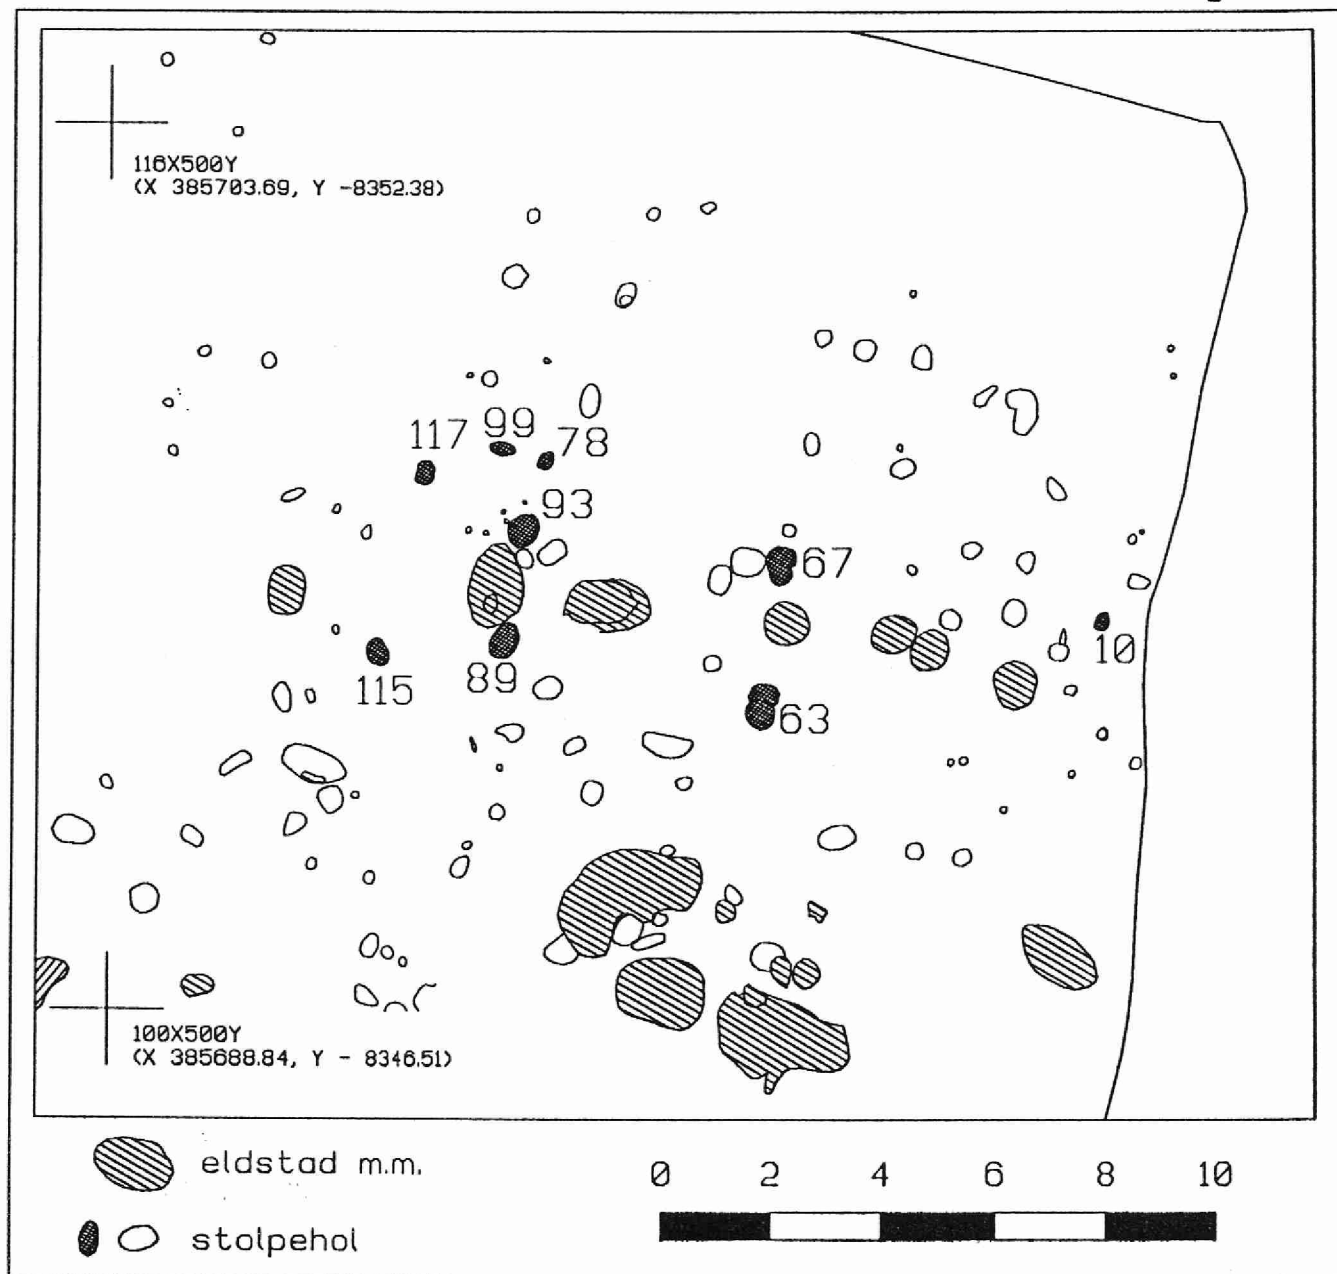 116X500Y
(X 385703.69, Y -8352.38)
117
99
78
93
67
10
115
89
63
100X500Y
(X 385688.84, Y - 8346.51)
eldstad m.m.
0 2 4 6 8 10
stolpehol